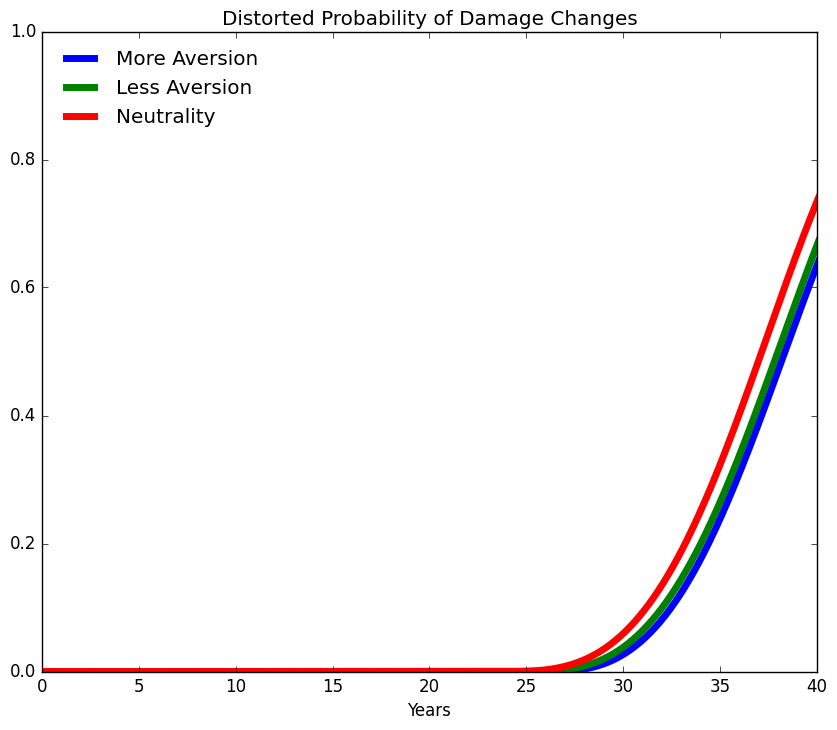 Distorted Probability of Damage Changes
1.0
More Aversion
Less Aversion
Neutrality
0.8
0.6
0.4
0.2
0.0
0 5 10 15 20 25 30 35 40
Years